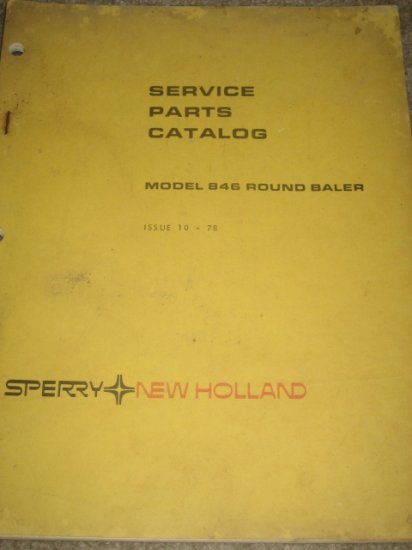 SERVICE
PARTS
CATALOG
MODEL 846 ROUND BALER
ISSUE 10 - 78
SPERRY NEW HOLLAND